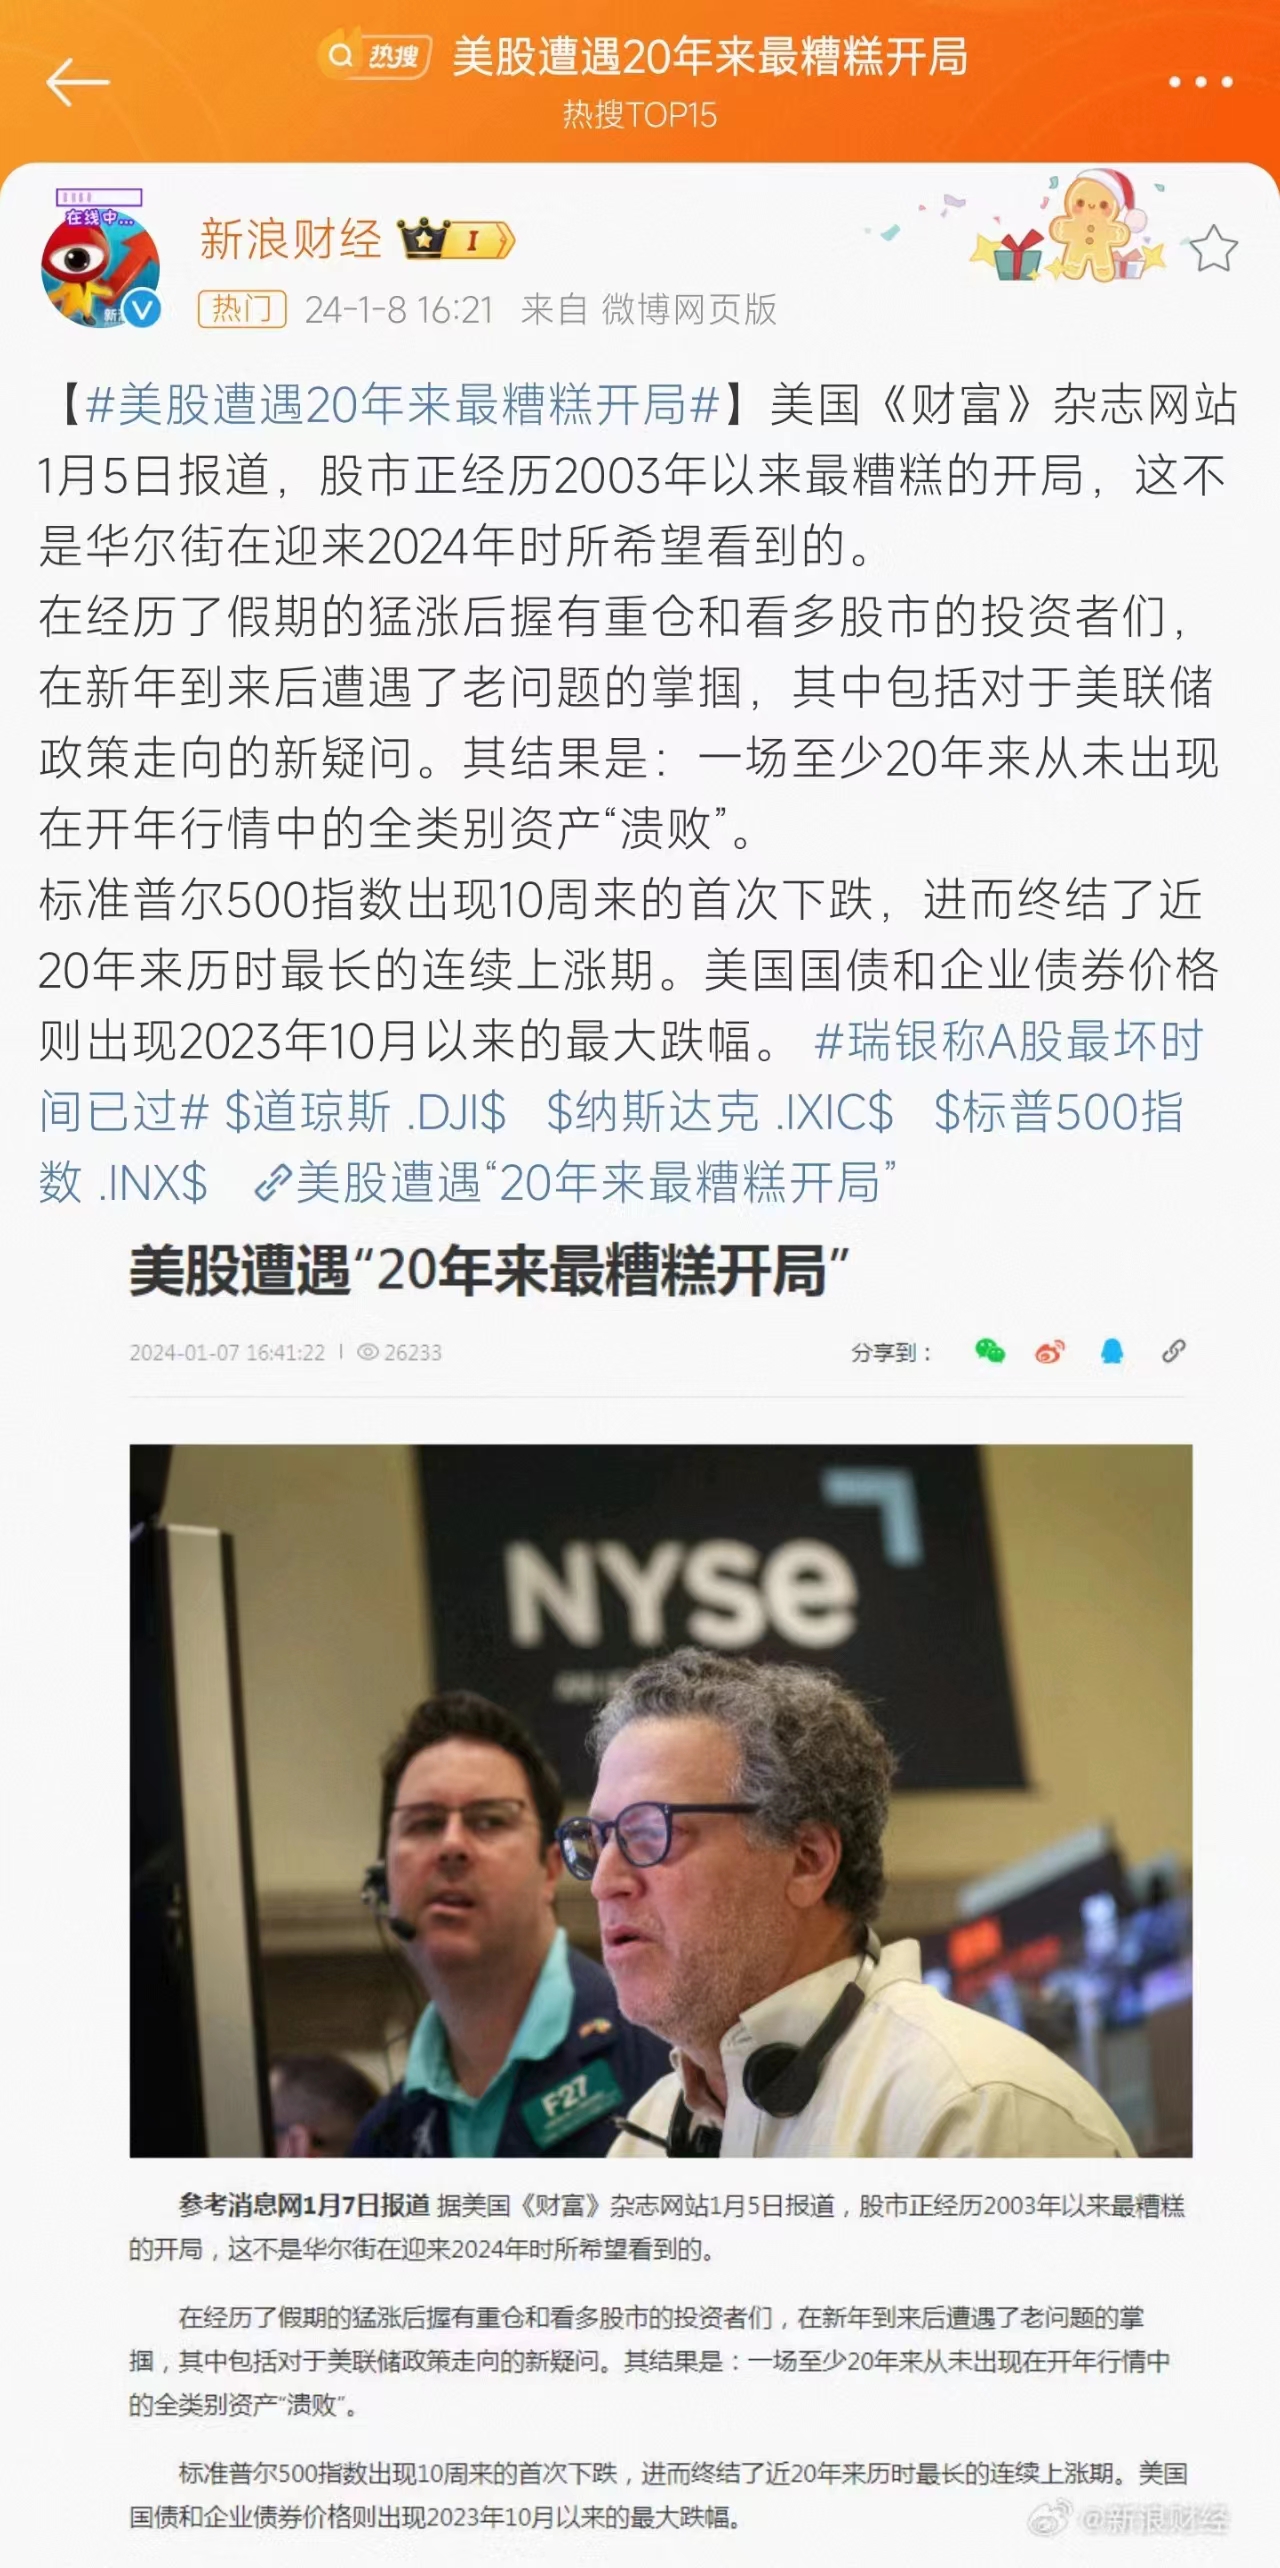 热搜 美股遭遇20年来最糟糕开局
热搜TOP15
在线中...
新浪财经 I
热门 24-1-8 16:21 来自 微博网页版
【#美股遭遇20年来最糟糕开局#】美国《财富》杂志网站
1月5日报道，股市正经历2003年以来最糟糕的开局，这不
是华尔街在迎来2024年时所希望看到的。
在经历了假期的猛涨后握有重仓和看多股市的投资者们，
在新年到来后遭遇了老问题的掌掴，其中包括对于美联储
政策走向的新疑问。其结果是：一场至少20年来从未出现
在开年行情中的全类别资产“溃败”。
标准普尔500指数出现10周来的首次下跌，进而终结了近
20年来历时最长的连续上涨期。美国国债和企业债券价格
则出现2023年10月以来的最大跌幅。 #瑞银称A股最坏时
间已过# $道琼斯 .DJI$ $纳斯达克 .IXIC$ $标普500指
数 .INX$ 美股遭遇“20年来最糟糕开局”
美股遭遇“20年来最糟糕开局”
2024-01-07 16:41:22 | 26233 分享到：
NYSE
F27
参考消息网1月7日报道 据美国《财富》杂志网站1月5日报道，股市正经历2003年以来最糟糕
的开局，这不是华尔街在迎来2024年时所希望看到的。
在经历了假期的猛涨后握有重仓和看多股市的投资者们，在新年到来后遭遇了老问题的掌
掴，其中包括对于美联储政策走向的新疑问。其结果是：一场至少20年来从未出现在开年行情中
的全类别资产“溃败”。
标准普尔500指数出现10周来的首次下跌，进而终结了近20年来历时最长的连续上涨期。美国
国债和企业债券价格则出现2023年10月以来的最大跌幅。
@新浪财经